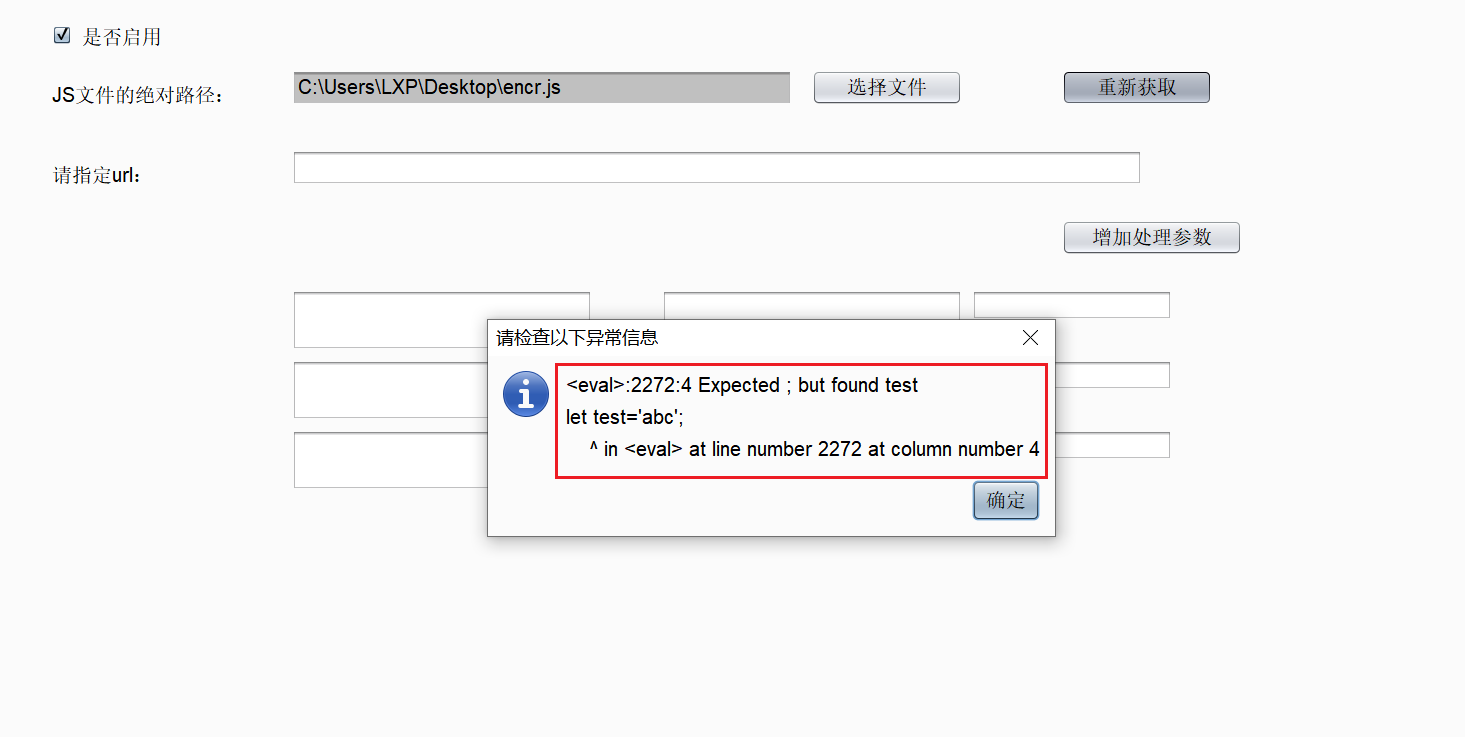 是否启用
JS文件的绝对路径：
C:\Users\LXP\Desktop\encr.js
选择文件
重新获取
请指定url：
增加处理参数
请检查以下异常信息
<eval>:2272:4 Expected ; but found test
let test='abc';
^ in <eval> at line number 2272 at column number 4
确定